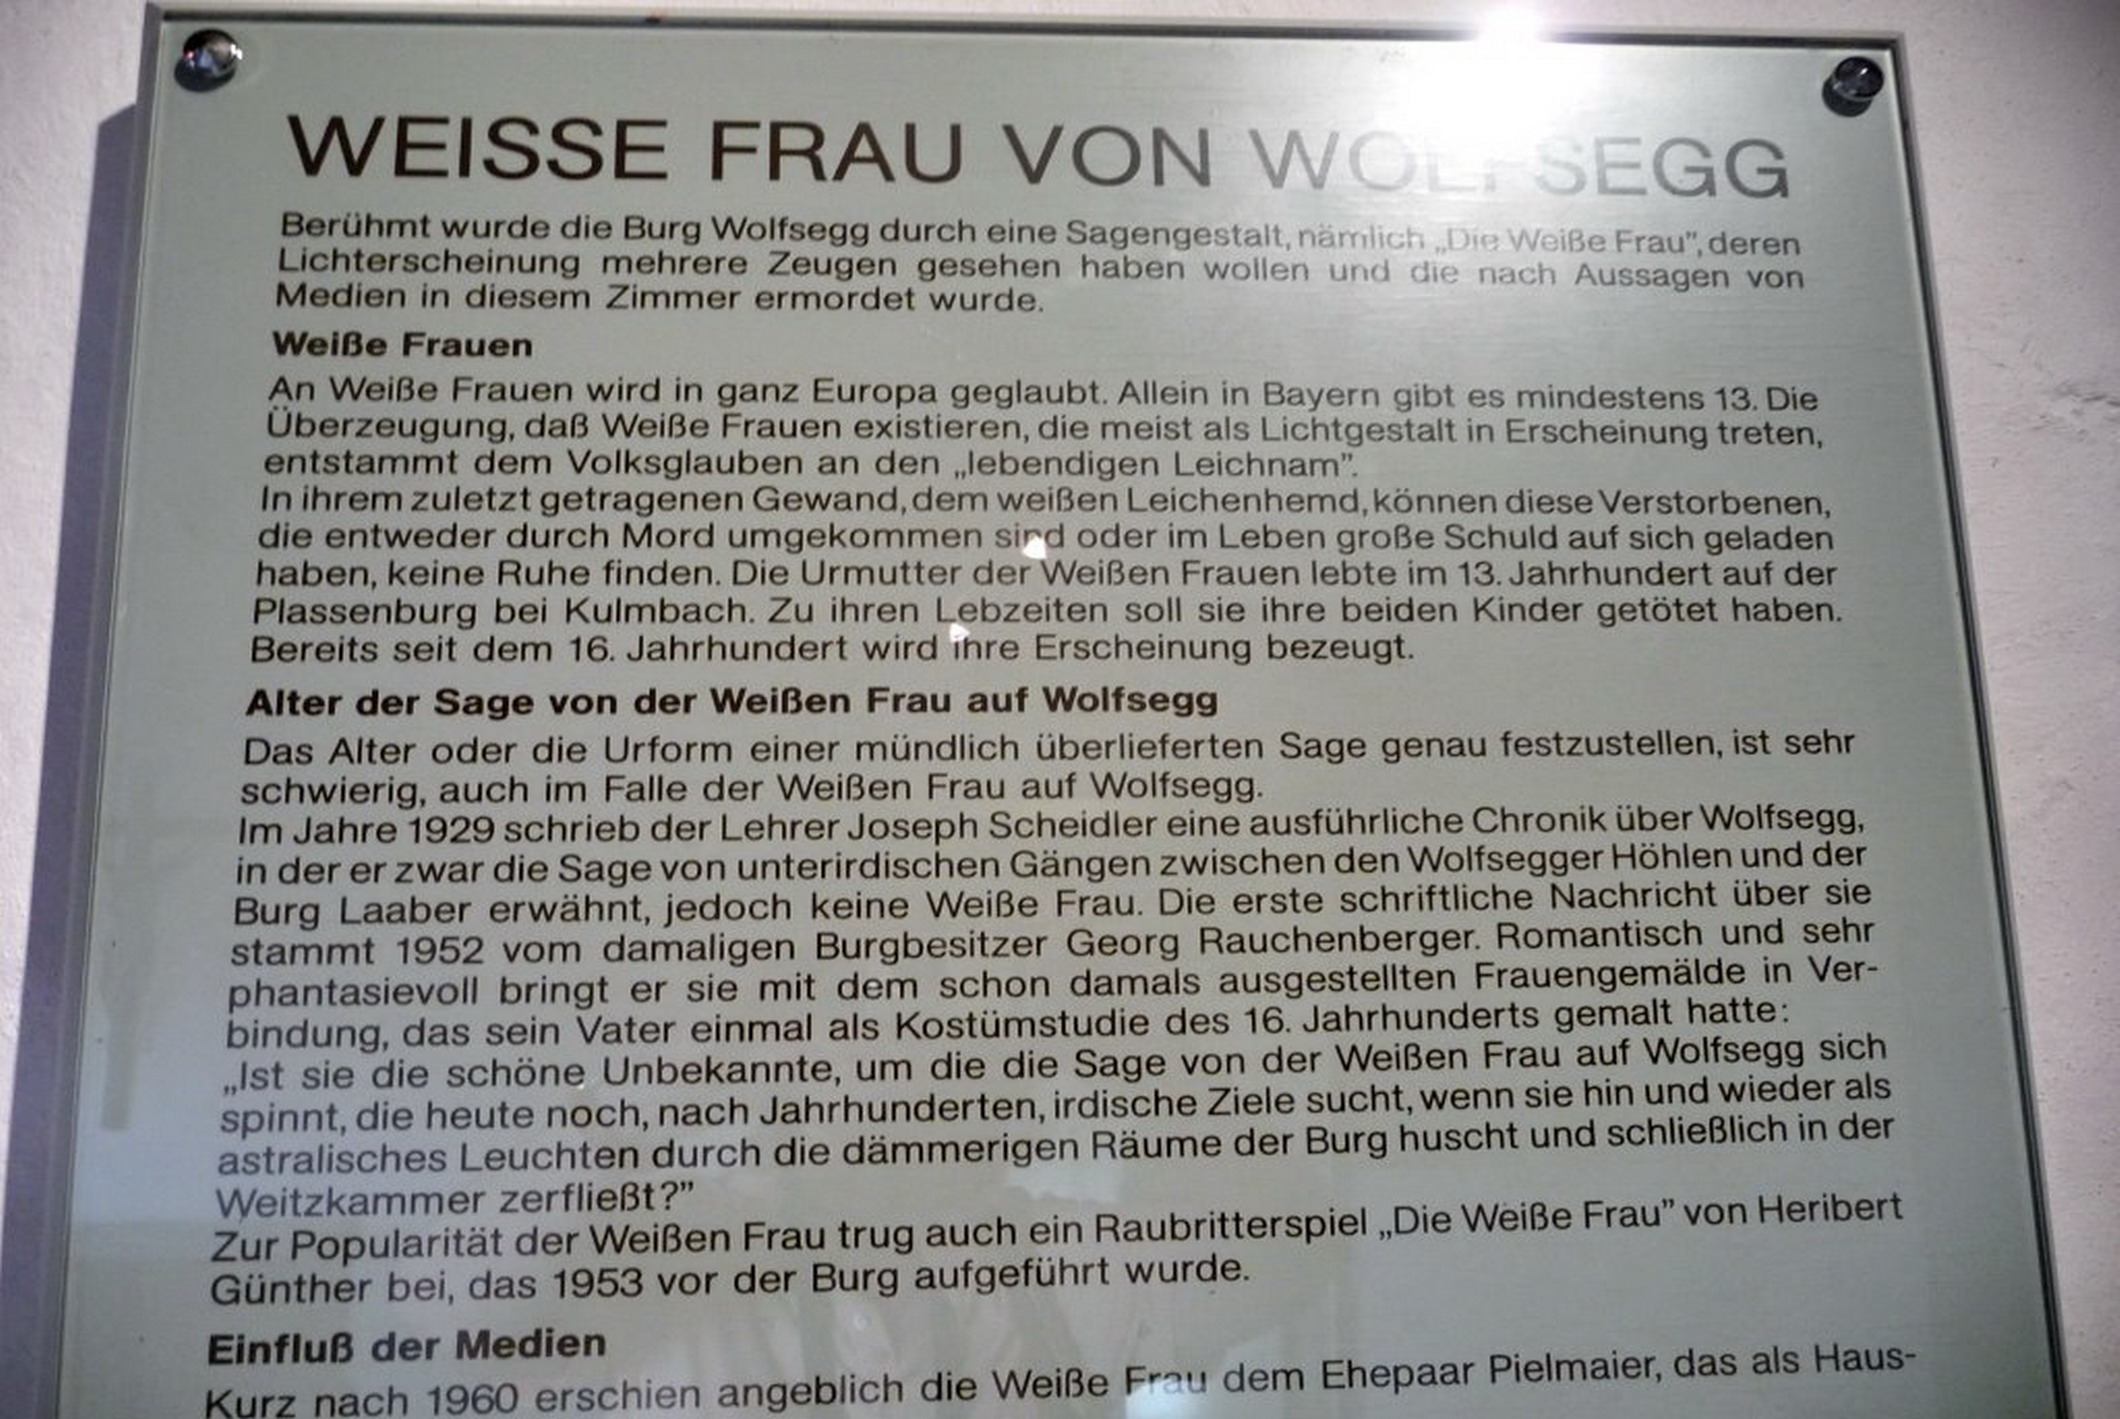 WEISSE FRAU VON WOLFSEGG
Berühmt wurde die Burg Wolfsegg durch eine Sagengestalt, nämlich „Die Weiße Frau”, deren
Lichterscheinung mehrere Zeugen gesehen haben wollen und die nach Aussagen von
Medien in diesem Zimmer ermordet wurde.
Weiße Frauen
An Weiße Frauen wird in ganz Europa geglaubt. Allein in Bayern gibt es mindestens 13. Die
Überzeugung, daß Weiße Frauen existieren, die meist als Lichtgestalt in Erscheinung treten,
entstammt dem Volksglauben an den „lebendigen Leichnam”.
In ihrem zuletzt getragenen Gewand, dem weißen Leichenhemd, können diese Verstorbenen,
die entweder durch Mord umgekommen sind oder im Leben große Schuld auf sich geladen
haben, keine Ruhe finden. Die Urmutter der Weißen Frauen lebte im 13. Jahrhundert auf der
Plassenburg bei Kulmbach. Zu ihren Lebzeiten soll sie ihre beiden Kinder getötet haben.
Bereits seit dem 16. Jahrhundert wird ihre Erscheinung bezeugt.
Alter der Sage von der Weißen Frau auf Wolfsegg
Das Alter oder die Urform einer mündlich überlieferten Sage genau festzustellen, ist sehr
schwierig, auch im Falle der Weißen Frau auf Wolfsegg.
Im Jahre 1929 schrieb der Lehrer Joseph Scheidler eine ausführliche Chronik über Wolfsegg,
in der er zwar die Sage von unterirdischen Gängen zwischen den Wolfsegger Höhlen und der
Burg Laaber erwähnt, jedoch keine Weiße Frau. Die erste schriftliche Nachricht über sie
stammt 1952 vom damaligen Burgbesitzer Georg Rauchenberger. Romantisch und sehr
phantasievoll bringt er sie mit dem schon damals ausgestellten Frauengemälde in Ver-
bindung, das sein Vater einmal als Kostümstudie des 16. Jahrhunderts gemalt hatte:
„Ist sie die schöne Unbekannte, um die die Sage von der Weißen Frau auf Wolfsegg sich
spinnt, die heute noch, nach Jahrhunderten, irdische Ziele sucht, wenn sie hin und wieder als
astralisches Leuchten durch die dämmerigen Räume der Burg huscht und schließlich in der
Weitzkammer zerfließt?”
Zur Popularität der Weißen Frau trug auch ein Raubritterspiel „Die Weiße Frau” von Heribert
Günther bei, das 1953 vor der Burg aufgeführt wurde.
Einfluß der Medien
Kurz nach 1960 erschien angeblich die Weiße Frau dem Ehepaar Pielmaier, das als Haus-